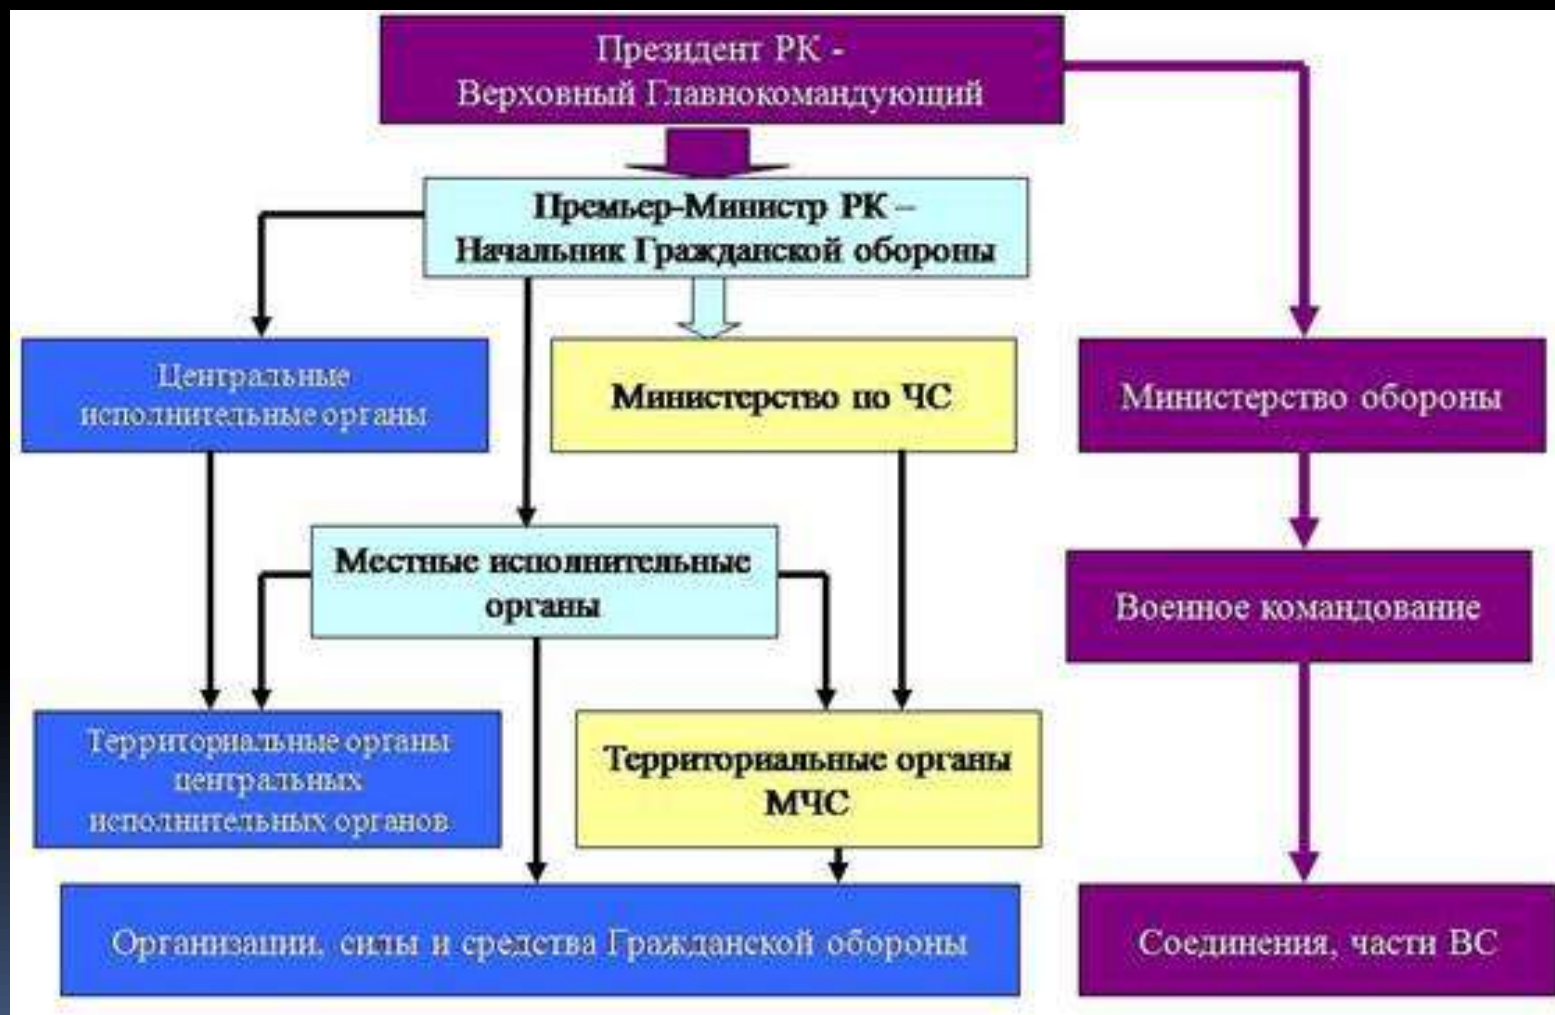 Президент РК -
Верховный Главнокомандующий
Премьер-Министр РК –
Начальник Гражданской обороны
Центральные
исполнительные органы
Министерство по ЧС
Министерство обороны
Местные исполнительные
органы
Военное командование
Территориальные органы
центральных
исполнительных органов
Территориальные органы
МЧС
Организации, силы и средства Гражданской обороны
Соединения, части ВС